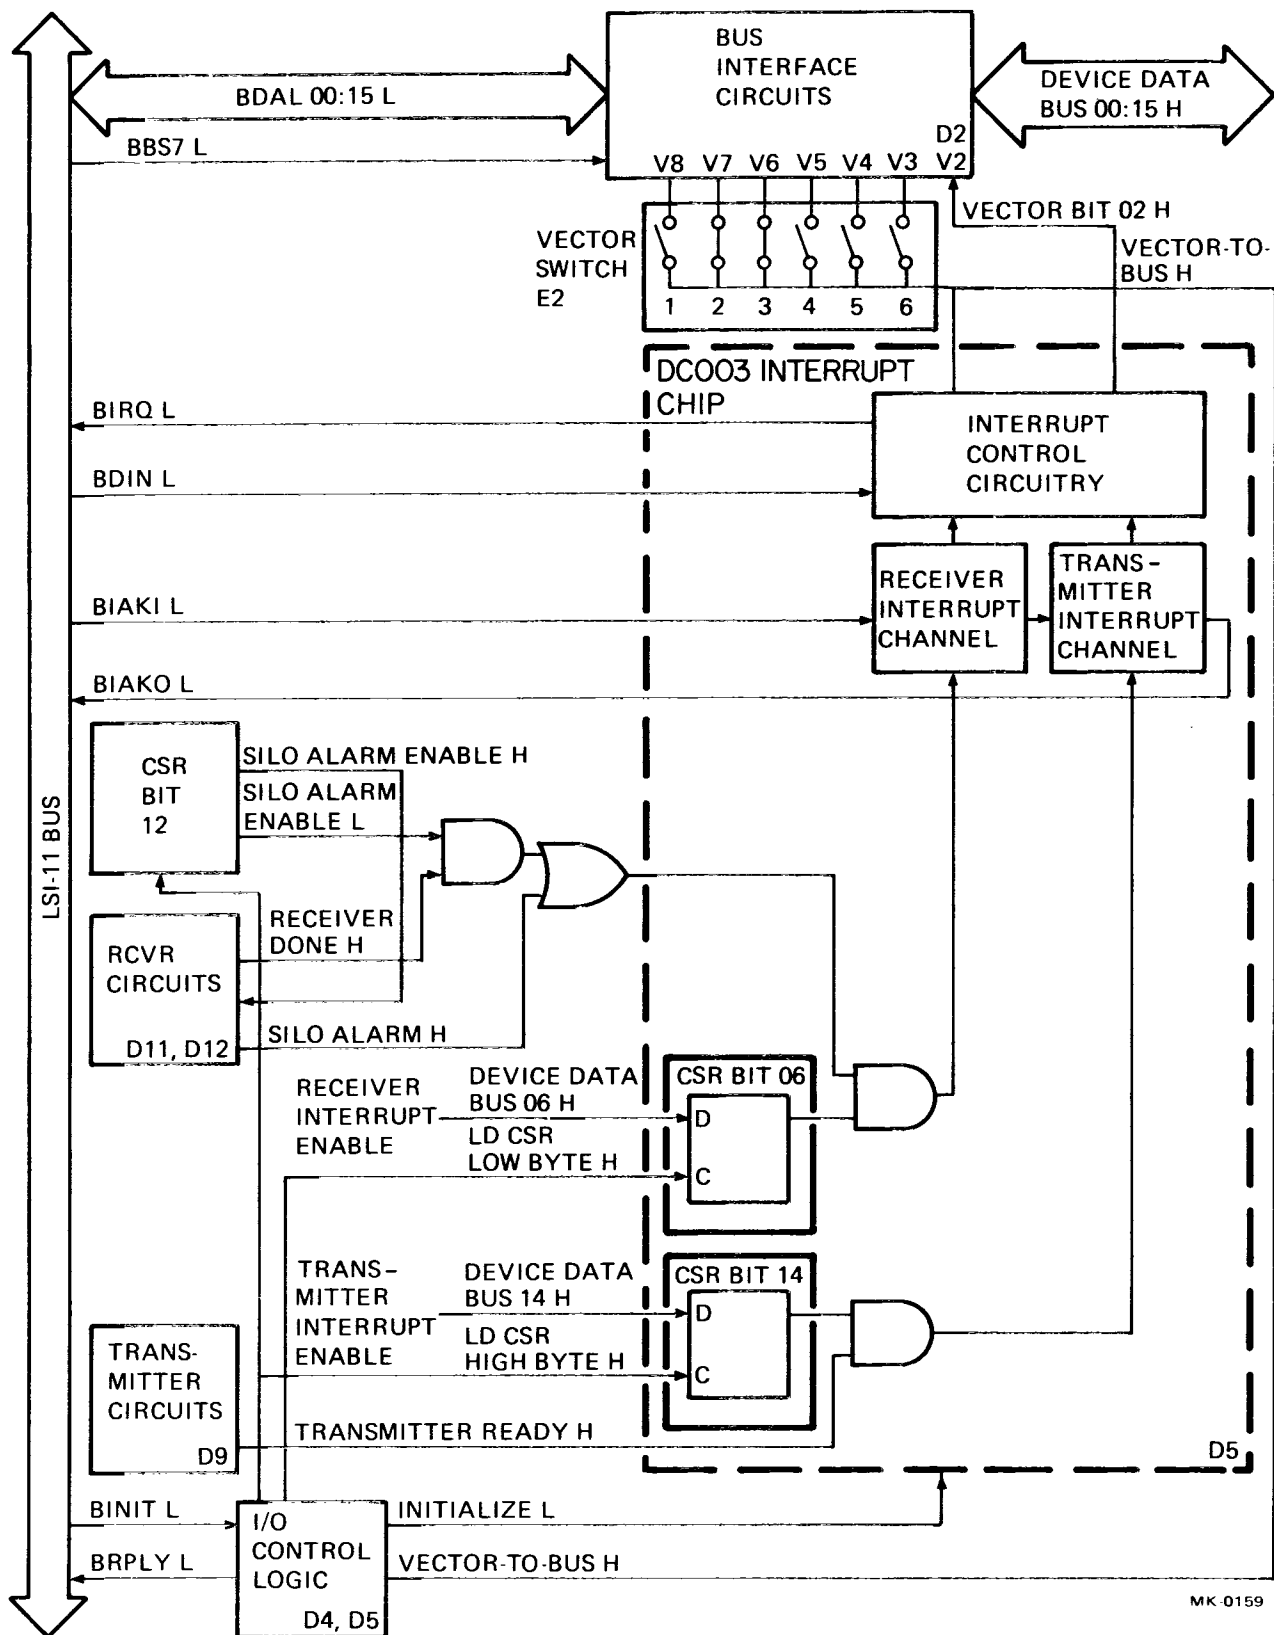 BUS
INTERFACE
CIRCUITS
D2
BDAL 00:15 L
DEVICE DATA
BUS 00:15 H
BBS7 L
V8 V7 V6 V5 V4 V3 V2
VECTOR BIT 02 H
VECTOR
SWITCH
E2
VECTOR-TO-
BUS H
1 2 3 4 5 6
DC003 INTERRUPT
CHIP
BIRQ L
INTERRUPT
CONTROL
CIRCUITRY
BDIN L
RECEIVER
INTERRUPT
CHANNEL
TRANS-
MITTER
INTERRUPT
CHANNEL
BIAKI L
BIAKO L
LSI-11 BUS
CSR
BIT
12
SILO ALARM ENABLE H
SILO ALARM
ENABLE L
RECEIVER
DONE H
RCVR
CIRCUITS
D11, D12
SILO ALARM H
RECEIVER
INTERRUPT
ENABLE
DEVICE DATA
BUS 06 H
LD CSR
LOW BYTE H
CSR BIT 06
D
C
TRANS-
MITTER
INTERRUPT
ENABLE
DEVICE DATA
BUS 14 H
LD CSR
HIGH BYTE H
CSR BIT 14
D
C
TRANS-
MITTER
CIRCUITS
D9
TRANSMITTER READY H
D5
BINIT L
I/O
CONTROL
LOGIC
D4, D5
INITIALIZE L
BRPLY L
VECTOR-TO-BUS H
MK-0159